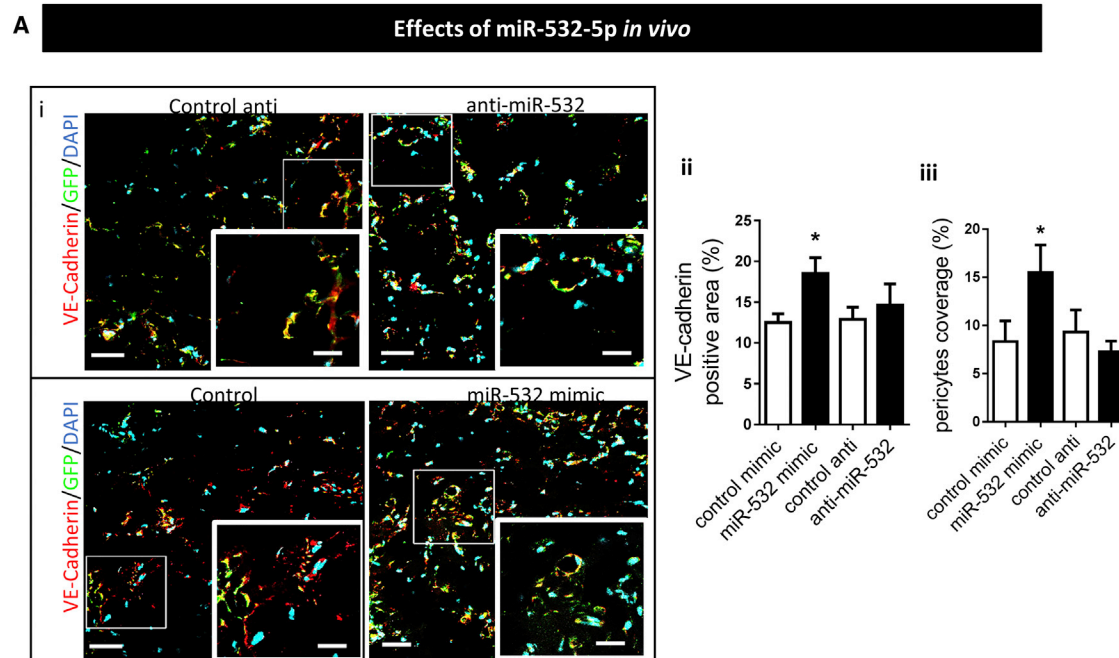 A
Effects of miR-532-5p in vivo
i
Control anti
anti-miR-532
VE-Cadherin/GFP/DAPI
Control
miR-532 mimic
VE-Cadherin/GFP/DAPI
ii
VE-cadherin
positive area (%)
25
20
15
10
5
0
*
control mimic
miR-532 mimic
control anti
anti-miR-532
iii
pericytes coverage (%)
20
15
10
5
0
*
control mimic
miR-532 mimic
control anti
anti-miR-532